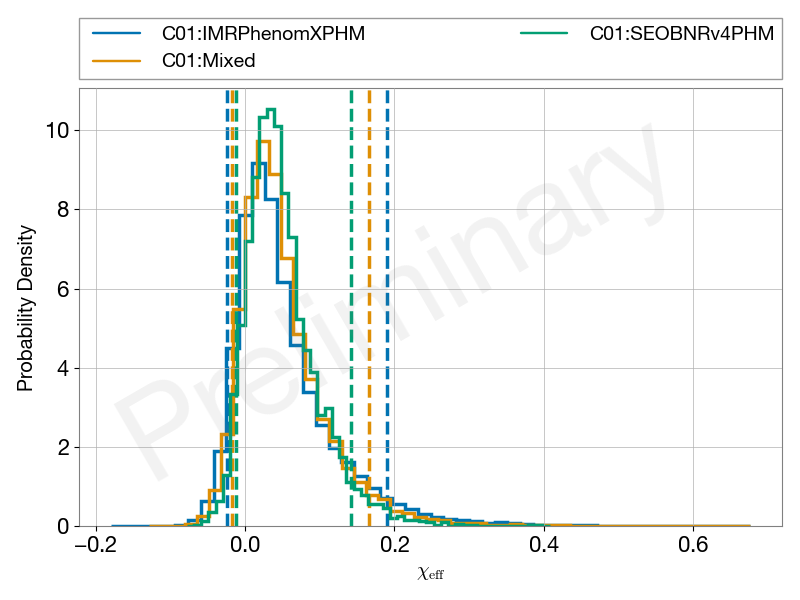 C01:IMRPhenomXPHM
C01:Mixed
C01:SEOBNRv4PHM
Preliminary
Probability Density
10
8
6
4
2
0
−0.2
0.0
0.2
0.4
0.6
χeff